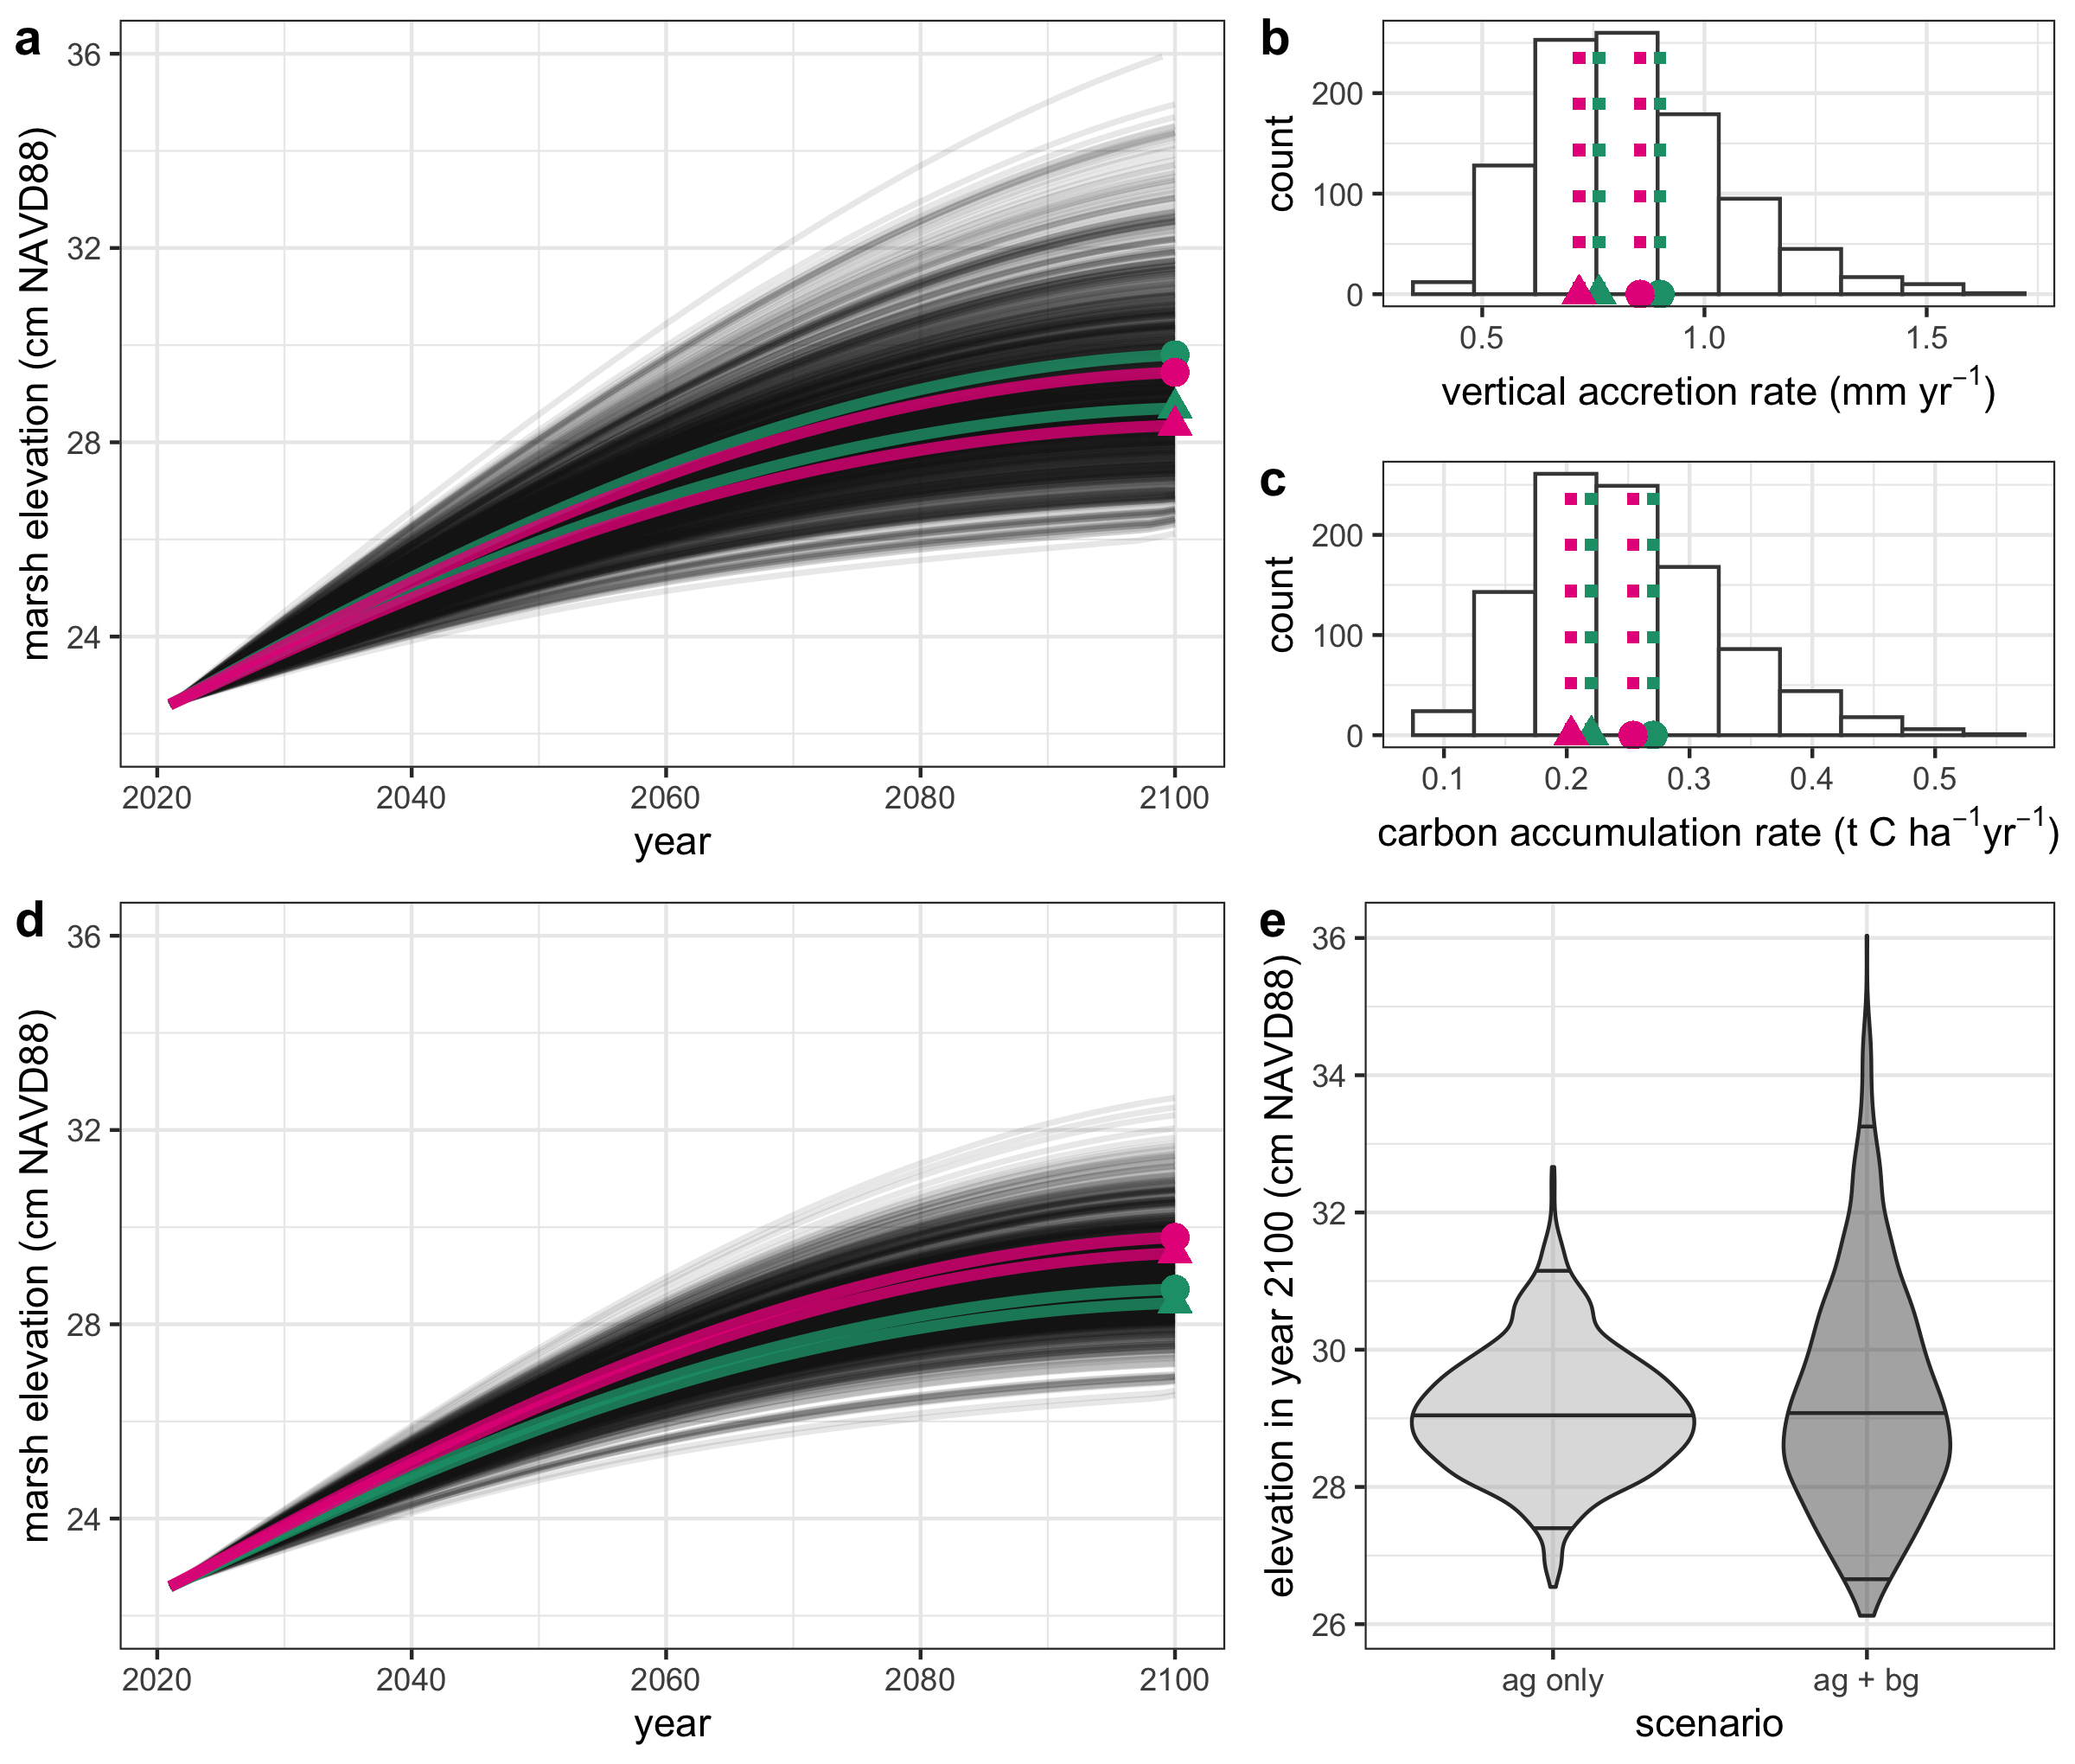 a
36
32
28
24
marsh elevation (cm NAVD88)
2020 2040 2060 2080 2100
year
b
200
100
0
count
0.5 1.0 1.5
vertical accretion rate (mm yr⁻¹)
c
200
100
0
count
0.1 0.2 0.3 0.4 0.5
carbon accumulation rate (t C ha⁻¹yr⁻¹)
d
36
32
28
24
marsh elevation (cm NAVD88)
2020 2040 2060 2080 2100
year
e
36
34
32
30
28
26
elevation in year 2100 (cm NAVD88)
ag only ag + bg
scenario